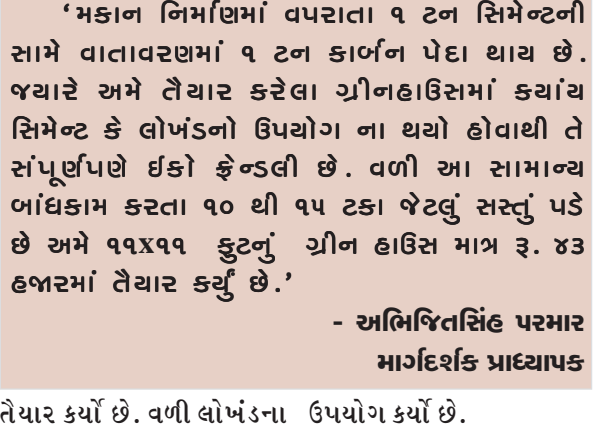 ‘મકાન નિર્માણમાં વપરાતા ૧ ટન સિમેન્ટની
સામે વાતાવરણમાં ૧ ટન કાર્બન પેદા થાય છે.
જયારે અમે તૈયાર કરેલા ગ્રીનહાઉસમાં કયાંય
સિમેન્ટ કે લોખંડનો ઉપયોગ ના થયો હોવાથી તે
સંપૂર્ણપણે ઈકો ફ્રેન્ડલી છે. વળી આ સામાન્ય
બાંધકામ કરતા ૧૦ થી ૧૫ ટકા જેટલું સસ્તું પડે
છે અમે ૧૧X૧૧ ફુટનું ગ્રીન હાઉસ માત્ર રૂ. ૪૩
હજારમાં તૈયાર કર્યું છે.’
- અભિજિતસિંહ પરમાર
માર્ગદર્શક પ્રાધ્યાપક
તૈયાર કર્યો છે. વળી લોખંડના ઉપયોગ કર્યો છે.